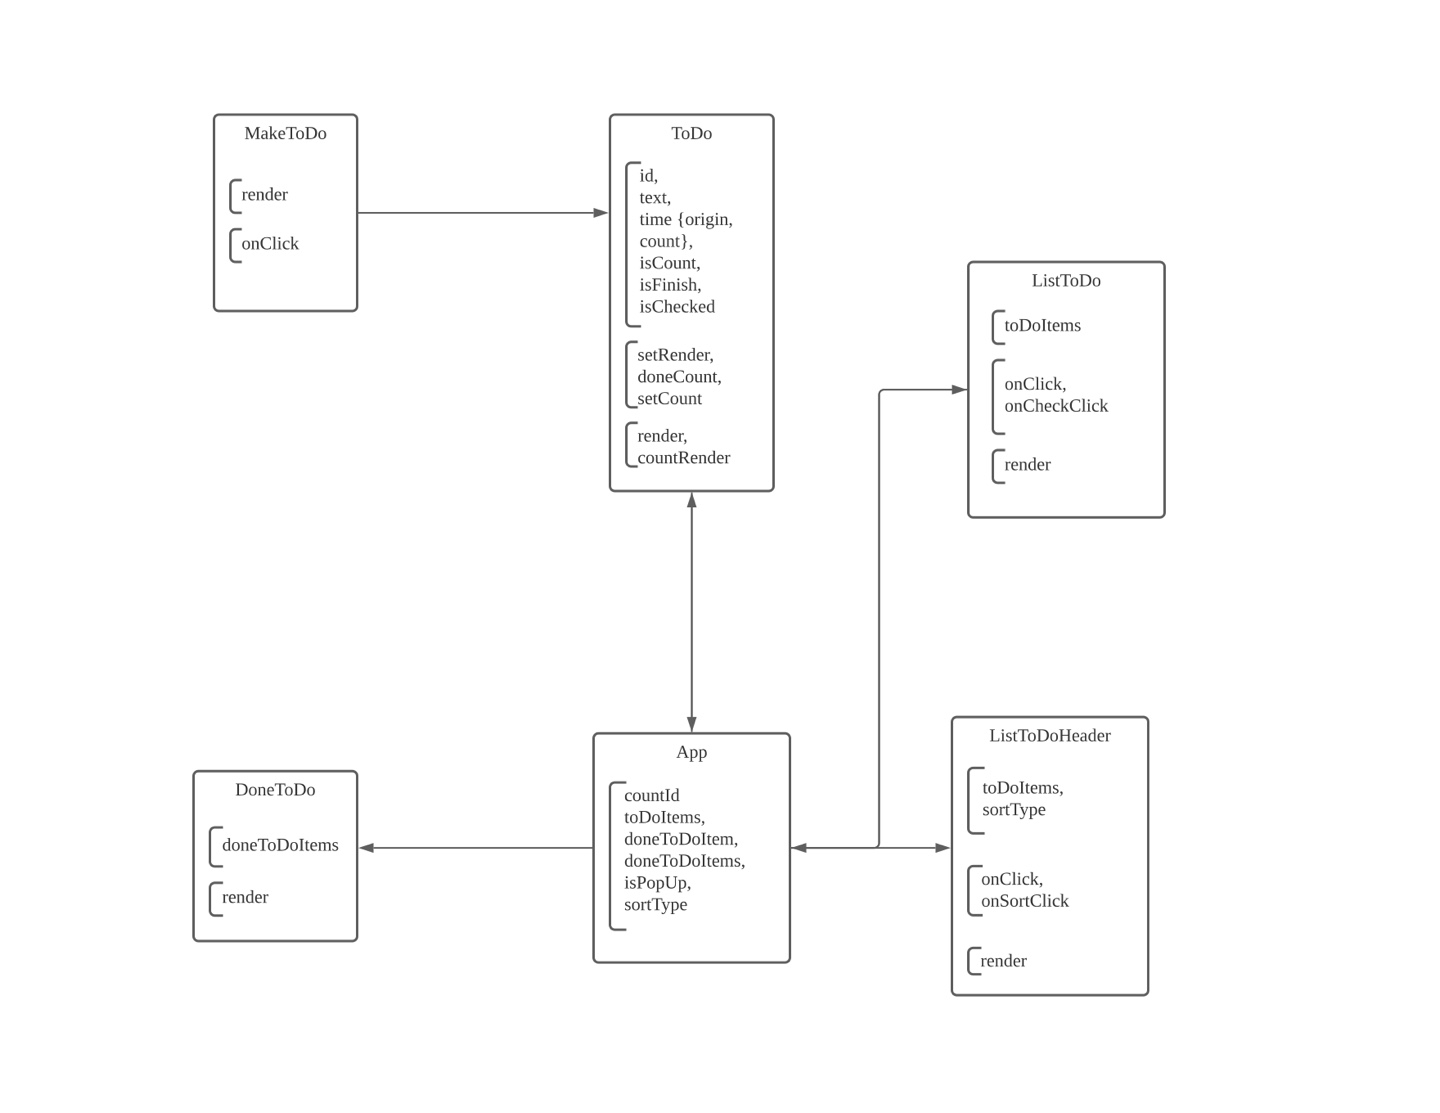 MakeToDo
render
onClick
ToDo
id,
text,
time {origin,
count},
isCount,
isFinish,
isChecked
setRender,
doneCount,
setCount
render,
countRender
ListToDo
toDoItems
onClick,
onCheckClick
render
DoneToDo
doneToDoItems
render
App
countId
toDoItems,
doneToDoItem,
doneToDoItems,
isPopUp,
sortType
ListToDoHeader
toDoItems,
sortType
onClick,
onSortClick
render